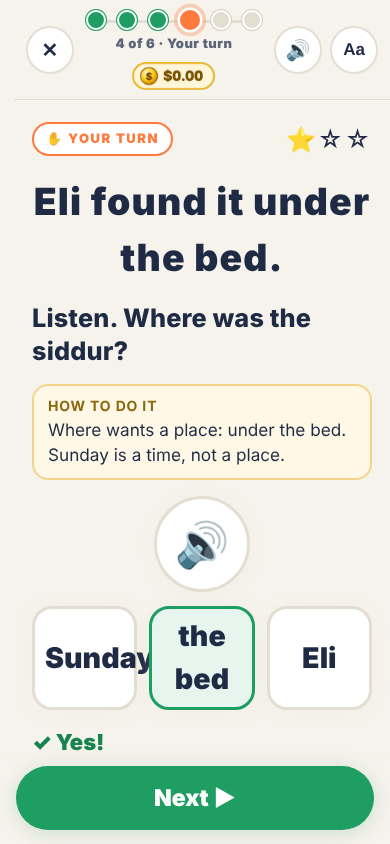 ✕
4 of 6 · Your turn
$ $0.00
Aa
YOUR TURN
Eli found it under
the bed.
Listen. Where was the
siddur?
HOW TO DO IT
Where wants a place: under the bed.
Sunday is a time, not a place.
Sunday
the
bed
Eli
✓ Yes!
Next ▶